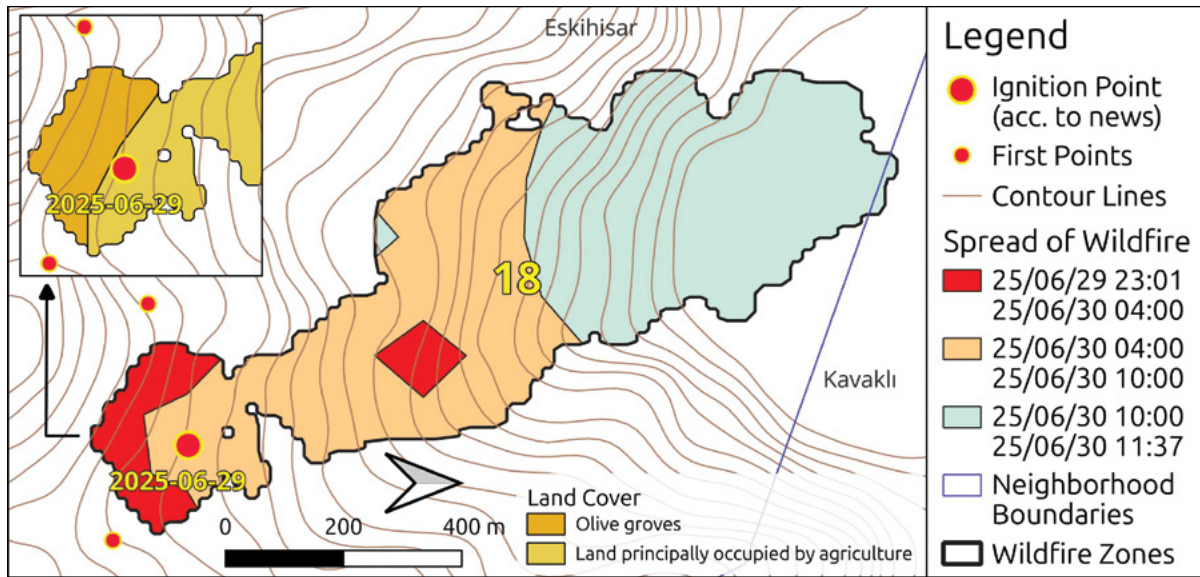 Eskihisar
2025-06-29
18
Kavaklı
2025-06-29
Land Cover
Olive groves
Land principally occupied by agriculture
0 200 400 m
Legend
Ignition Point
(acc. to news)
First Points
Contour Lines
Spread of Wildfire
25/06/29 23:01
25/06/30 04:00
25/06/30 04:00
25/06/30 10:00
25/06/30 10:00
25/06/30 11:37
Neighborhood
Boundaries
Wildfire Zones